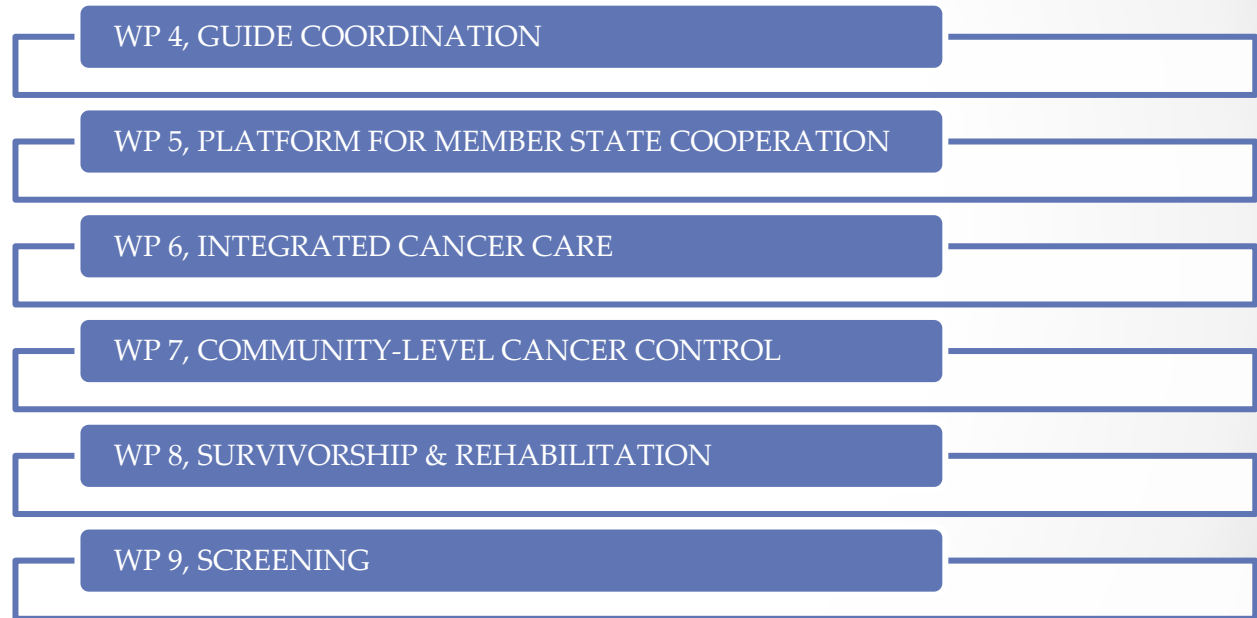 WP 4, GUIDE COORDINATION
WP 5, PLATFORM FOR MEMBER STATE COOPERATION
WP 6, INTEGRATED CANCER CARE
WP 7, COMMUNITY-LEVEL CANCER CONTROL
WP 8, SURVIVORSHIP & REHABILITATION
WP 9, SCREENING